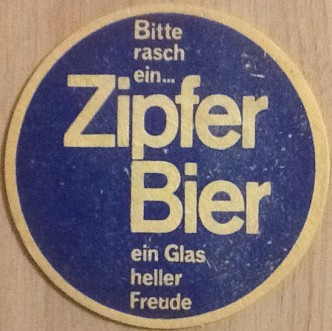 Bitte
rasch
ein...
Zipfer
Bier
ein Glas
heller
Freude